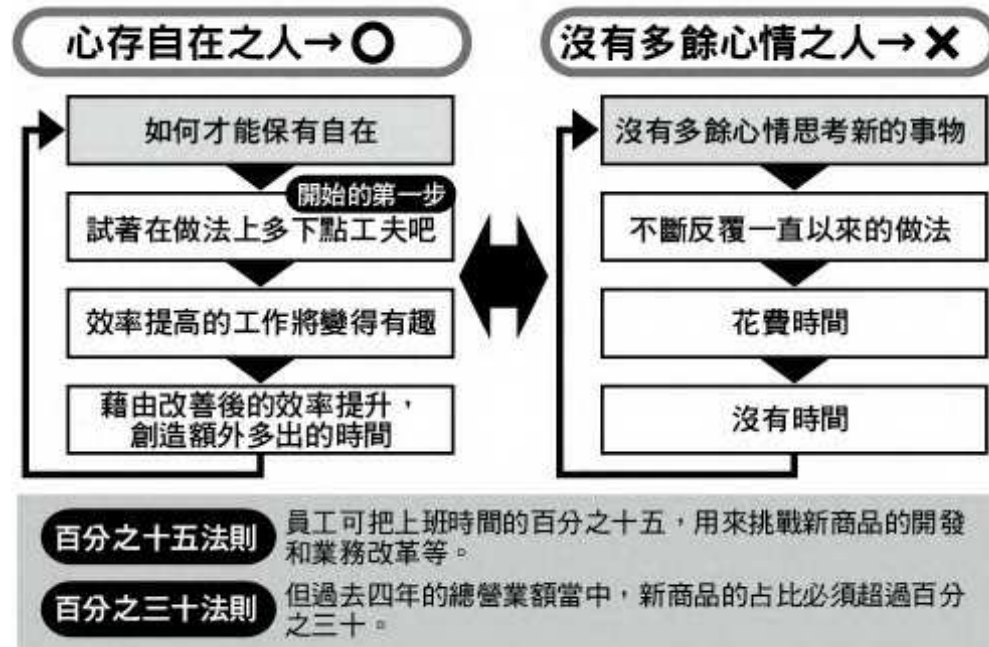 心存自在之人→○
如何才能保有自在
開始的第一步
試著在做法上多下點工夫吧
效率提高的工作將變得有趣
藉由改善後的效率提升，
創造額外多出的時間
沒有多餘心情之人→×
沒有多餘心情思考新的事物
不斷反覆一直以來的做法
花費時間
沒有時間
百分之十五法則
員工可把上班時間的百分之十五，用來挑戰新商品的開發
和業務改革等。
百分之三十法則
但過去四年的總營業額當中，新商品的占比必須超過百分
之三十。